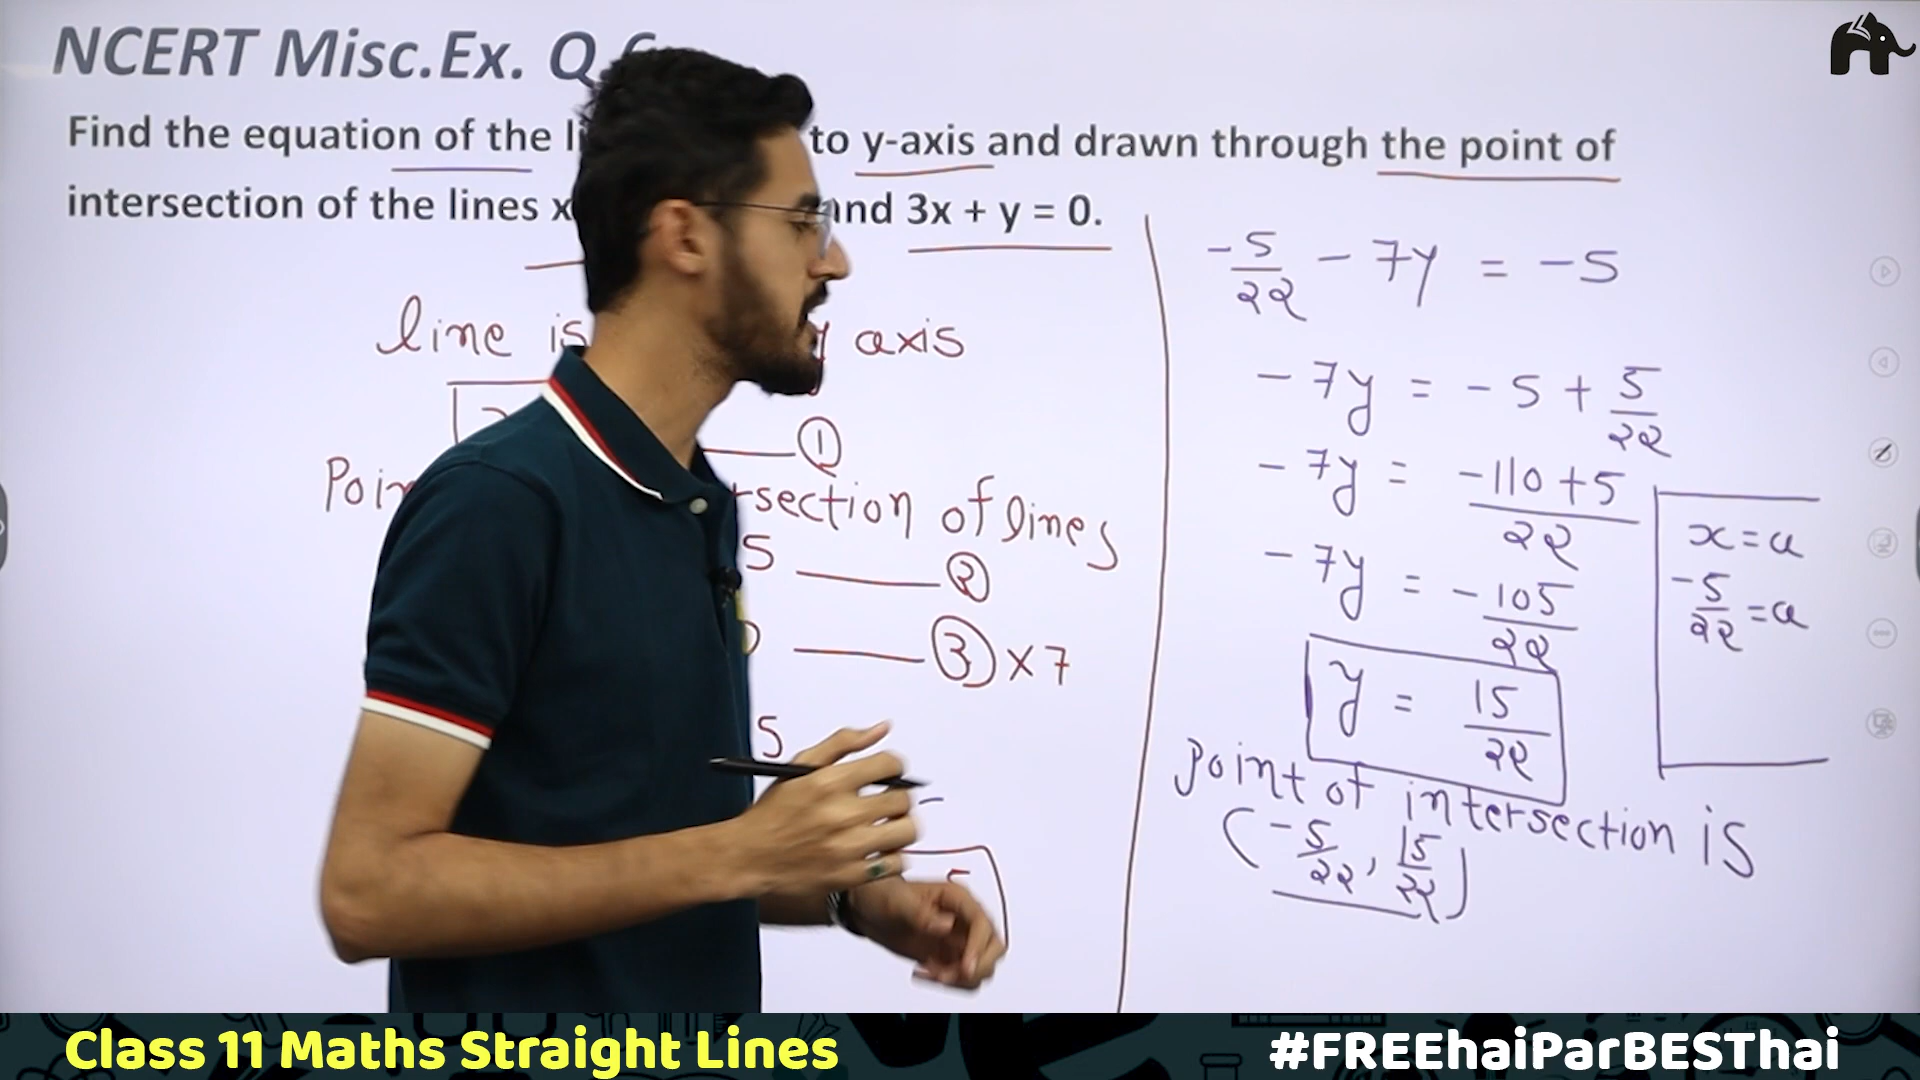 NCERT Misc.Ex. Q
Find the equation of the to y-axis and drawn through the point of
intersection of the lines x and 3x + y = 0.
line is y axis
1
section of lines
5 2
3 × 7
5
-5/22 - 7y = -5
-7y = -5 + 5/22
-7y = -110+5/22
-7y = -105/22
y = 15/22
x = a
-5/22 = a
point of intersection is
(-5/22, 15/22)
Class 11 Maths Straight Lines
#FREEhaiParBESThai